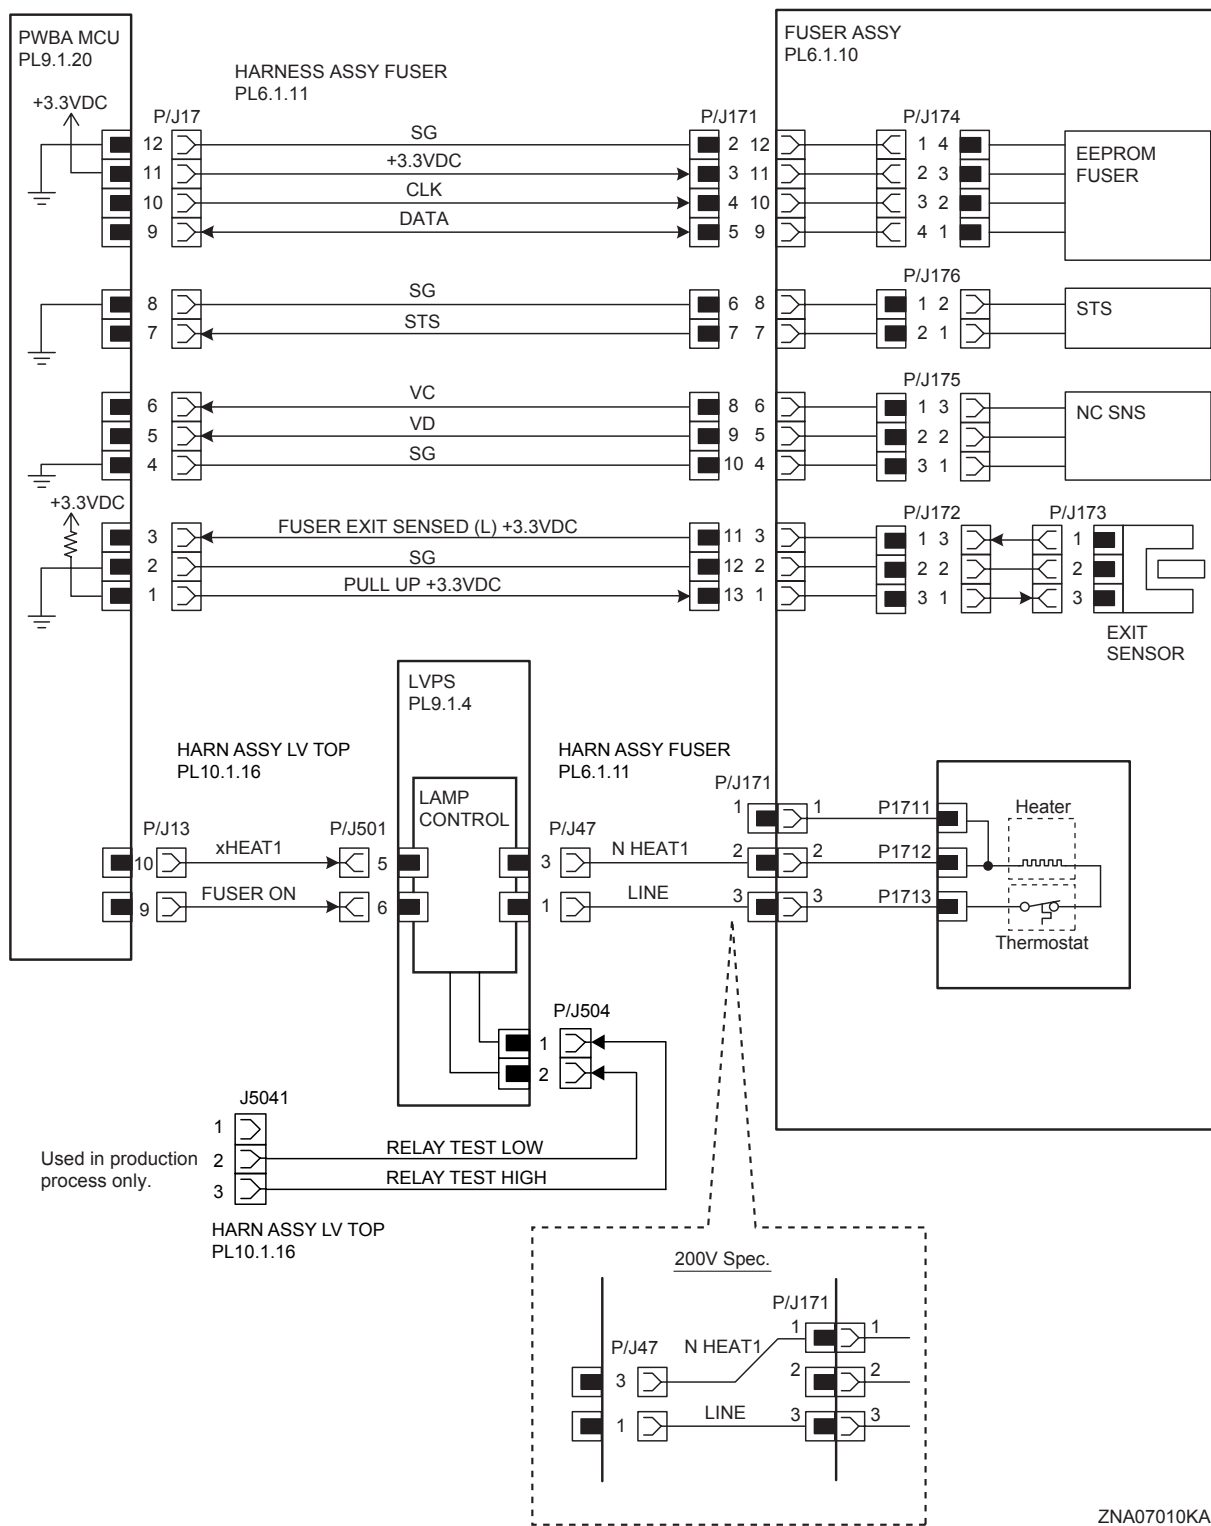 PWBA MCU
PL9.1.20
FUSER ASSY
PL6.1.10
HARNESS ASSY FUSER
PL6.1.11
+3.3VDC
P/J17
P/J171
P/J174
12 SG 2 12 1 4
11 +3.3VDC 3 11 2 3
10 CLK 4 10 3 2
9 DATA 5 9 4 1
EEPROM
FUSER
P/J176
8 SG 6 8 1 2
7 STS 7 7 2 1
STS
P/J175
6 VC 8 6 1 3
5 VD 9 5 2 2
4 SG 10 4 3 1
NC SNS
+3.3VDC
P/J172
P/J173
3 FUSER EXIT SENSED (L) +3.3VDC 11 3 1 3 1
2 SG 12 2 2 2 2
1 PULL UP +3.3VDC 13 1 3 1 3
EXIT
SENSOR
LVPS
PL9.1.4
HARN ASSY LV TOP
PL10.1.16
HARN ASSY FUSER
PL6.1.11
LAMP
CONTROL
P/J171
1 1 P1711
Heater
P/J13
P/J501
P/J47
10 xHEAT1 5 3 N HEAT1 2 2 P1712
9 FUSER ON 6 1 LINE 3 3 P1713
Thermostat
P/J504
1
2
J5041
1
2 RELAY TEST LOW
3 RELAY TEST HIGH
Used in production
process only.
HARN ASSY LV TOP
PL10.1.16
200V Spec.
P/J171
P/J47
N HEAT1 1 1
3 2 2
1 LINE 3 3
ZNA07010KA